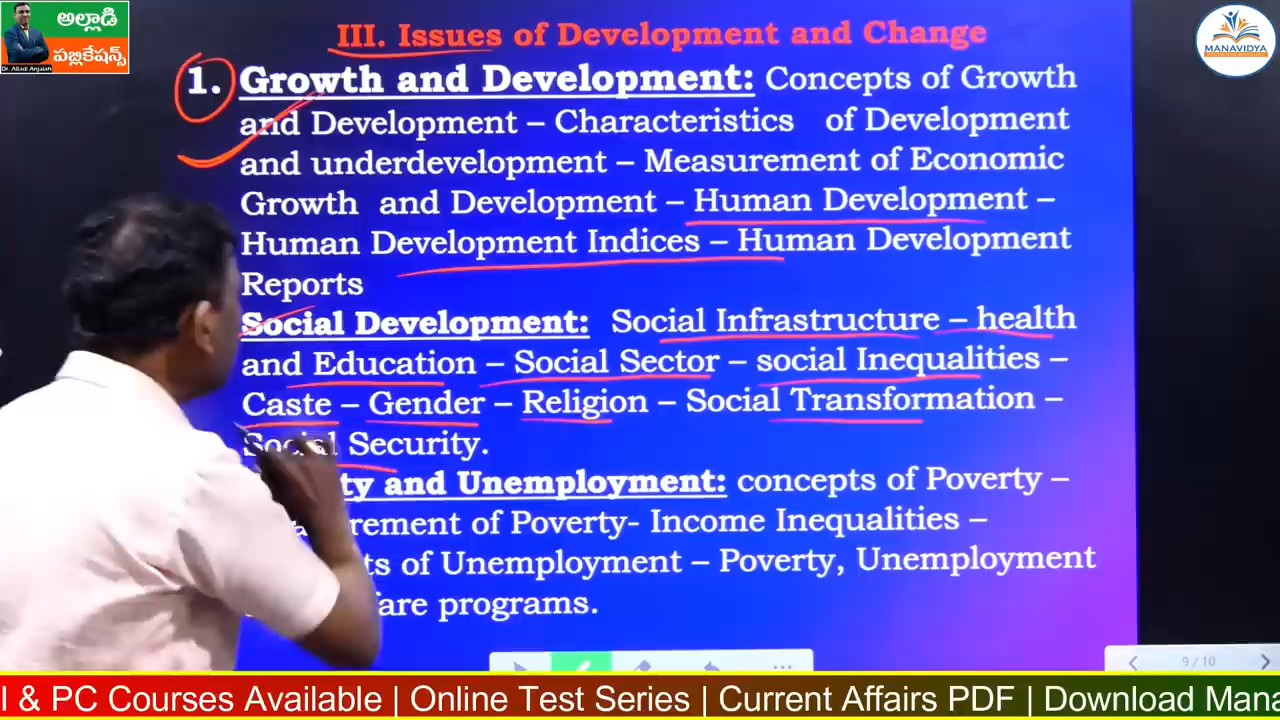 అల్లాడి
పబ్లికేషన్స్
Dr. Alladi Anjaiah
MANAVIDYA
III. Issues of Development and Change
1. Growth and Development: Concepts of Growth
and Development – Characteristics of Development
and underdevelopment – Measurement of Economic
Growth and Development – Human Development –
Human Development Indices – Human Development
Reports
Social Development: Social Infrastructure – health
and Education – Social Sector – social Inequalities –
Caste – Gender – Religion – Social Transformation –
Social Security.
ty and Unemployment: concepts of Poverty –
rement of Poverty- Income Inequalities –
ts of Unemployment – Poverty, Unemployment
fare programs.
9 / 10
I & PC Courses Available | Online Test Series | Current Affairs PDF | Download Mana